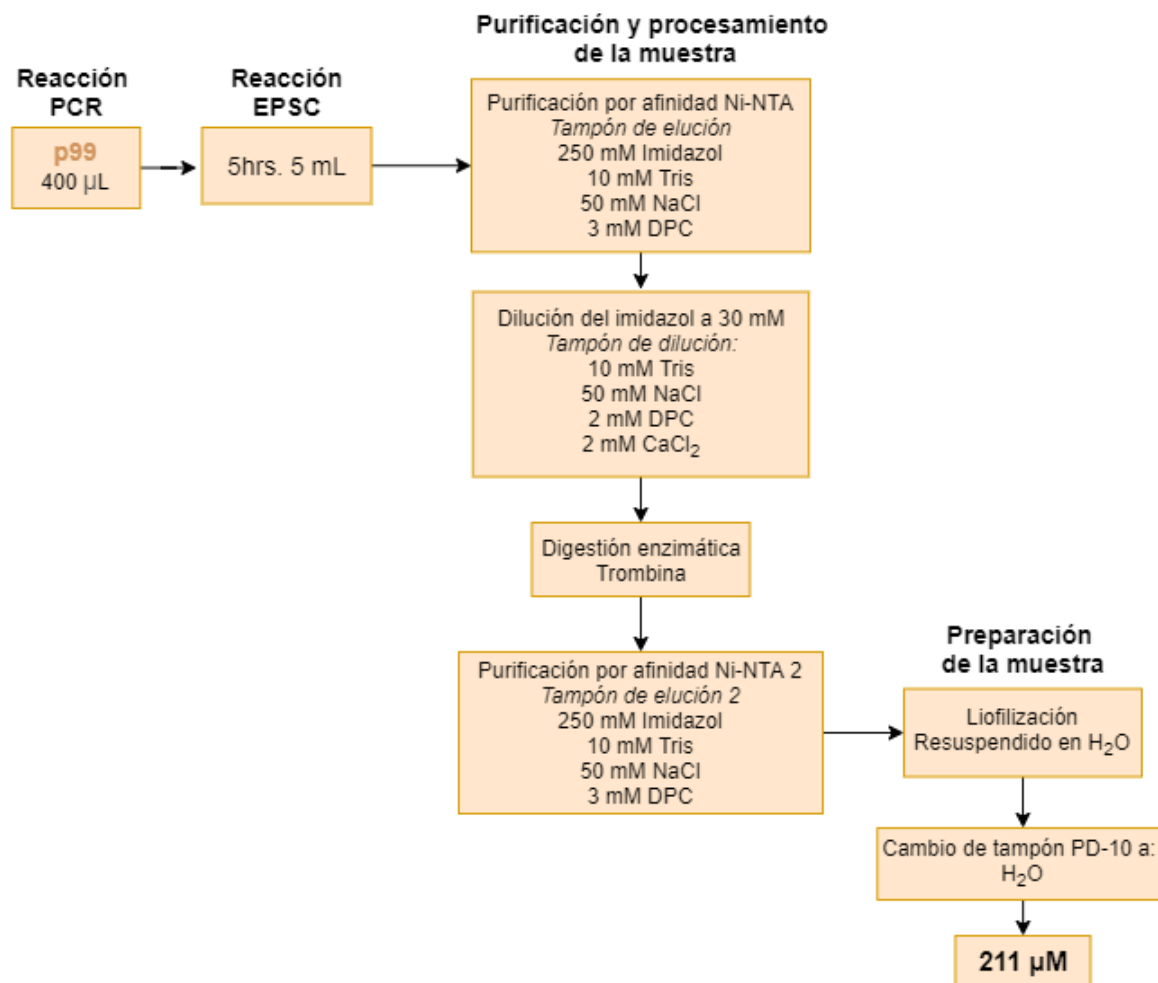 Reacción
PCR
p99
400 µL
Reacción
EPSC
5hrs. 5 mL
Purificación y procesamiento
de la muestra
Purificación por afinidad Ni-NTA
Tampón de elución
250 mM Imidazol
10 mM Tris
50 mM NaCl
3 mM DPC
Dilución del imidazol a 30 mM
Tampón de dilución:
10 mM Tris
50 mM NaCl
2 mM DPC
2 mM CaCl₂
Digestión enzimática
Trombina
Purificación por afinidad Ni-NTA 2
Tampón de elución 2
250 mM Imidazol
10 mM Tris
50 mM NaCl
3 mM DPC
Preparación
de la muestra
Liofilización
Resuspendido en H₂O
Cambio de tampón PD-10 a:
H₂O
211 µM